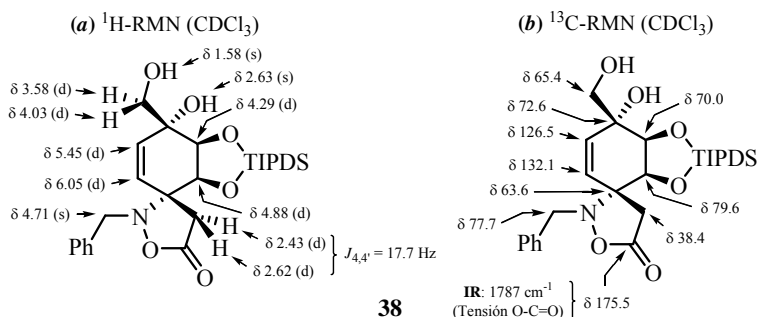 (a) ¹H-RMN (CDCl₃)
δ 1.58 (s)
OH
δ 2.63 (s)
δ 3.58 (d)
H
OH
δ 4.29 (d)
δ 4.03 (d)
H
O
δ 5.45 (d)
TIPDS
δ 6.05 (d)
O
δ 4.71 (s)
N
H
δ 4.88 (d)
H
δ 2.43 (d)
Ph
O
δ 2.62 (d)
J₄,₄' = 17.7 Hz
O
(b) ¹³C-RMN (CDCl₃)
OH
δ 65.4
OH
δ 72.6
δ 70.0
δ 126.5
O
TIPDS
δ 132.1
O
δ 63.6
δ 79.6
δ 77.7
N
δ 38.4
Ph
O
O
IR: 1787 cm⁻¹
(Tensión O-C=O)
δ 175.5
38